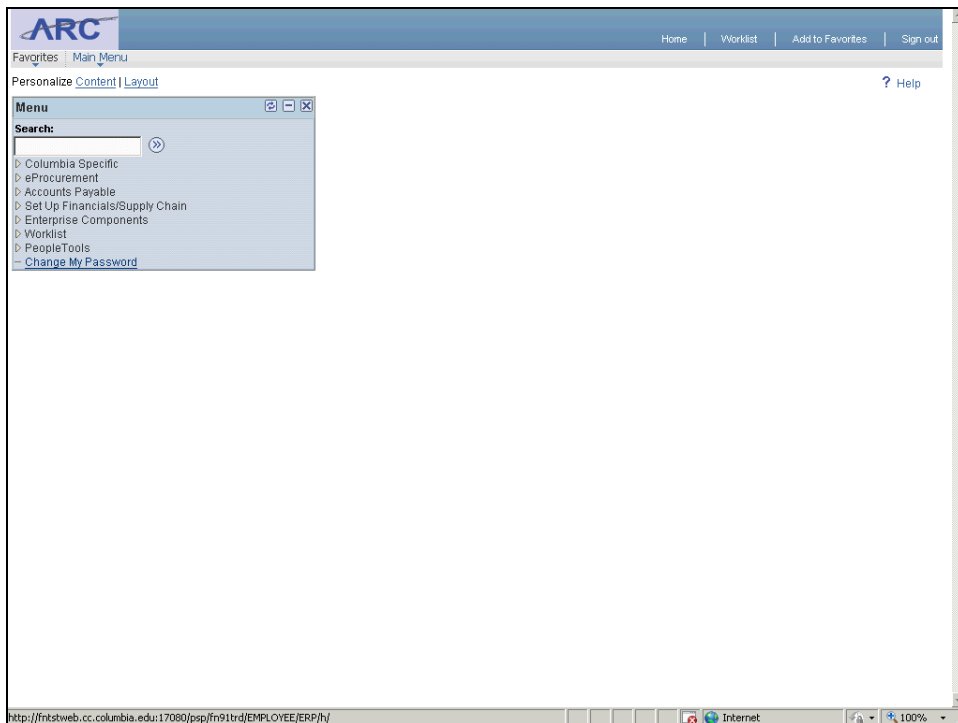 ARC
Home | Worklist | Add to Favorites | Sign out
Favorites Main Menu
Personalize Content | Layout
? Help
Menu
Search:
Columbia Specific
eProcurement
Accounts Payable
Set Up Financials/Supply Chain
Enterprise Components
Worklist
PeopleTools
Change My Password
http://fntstweb.cc.columbia.edu:17080/psp/fn91trd/EMPLOYEE/ERP/h/ Internet 100%